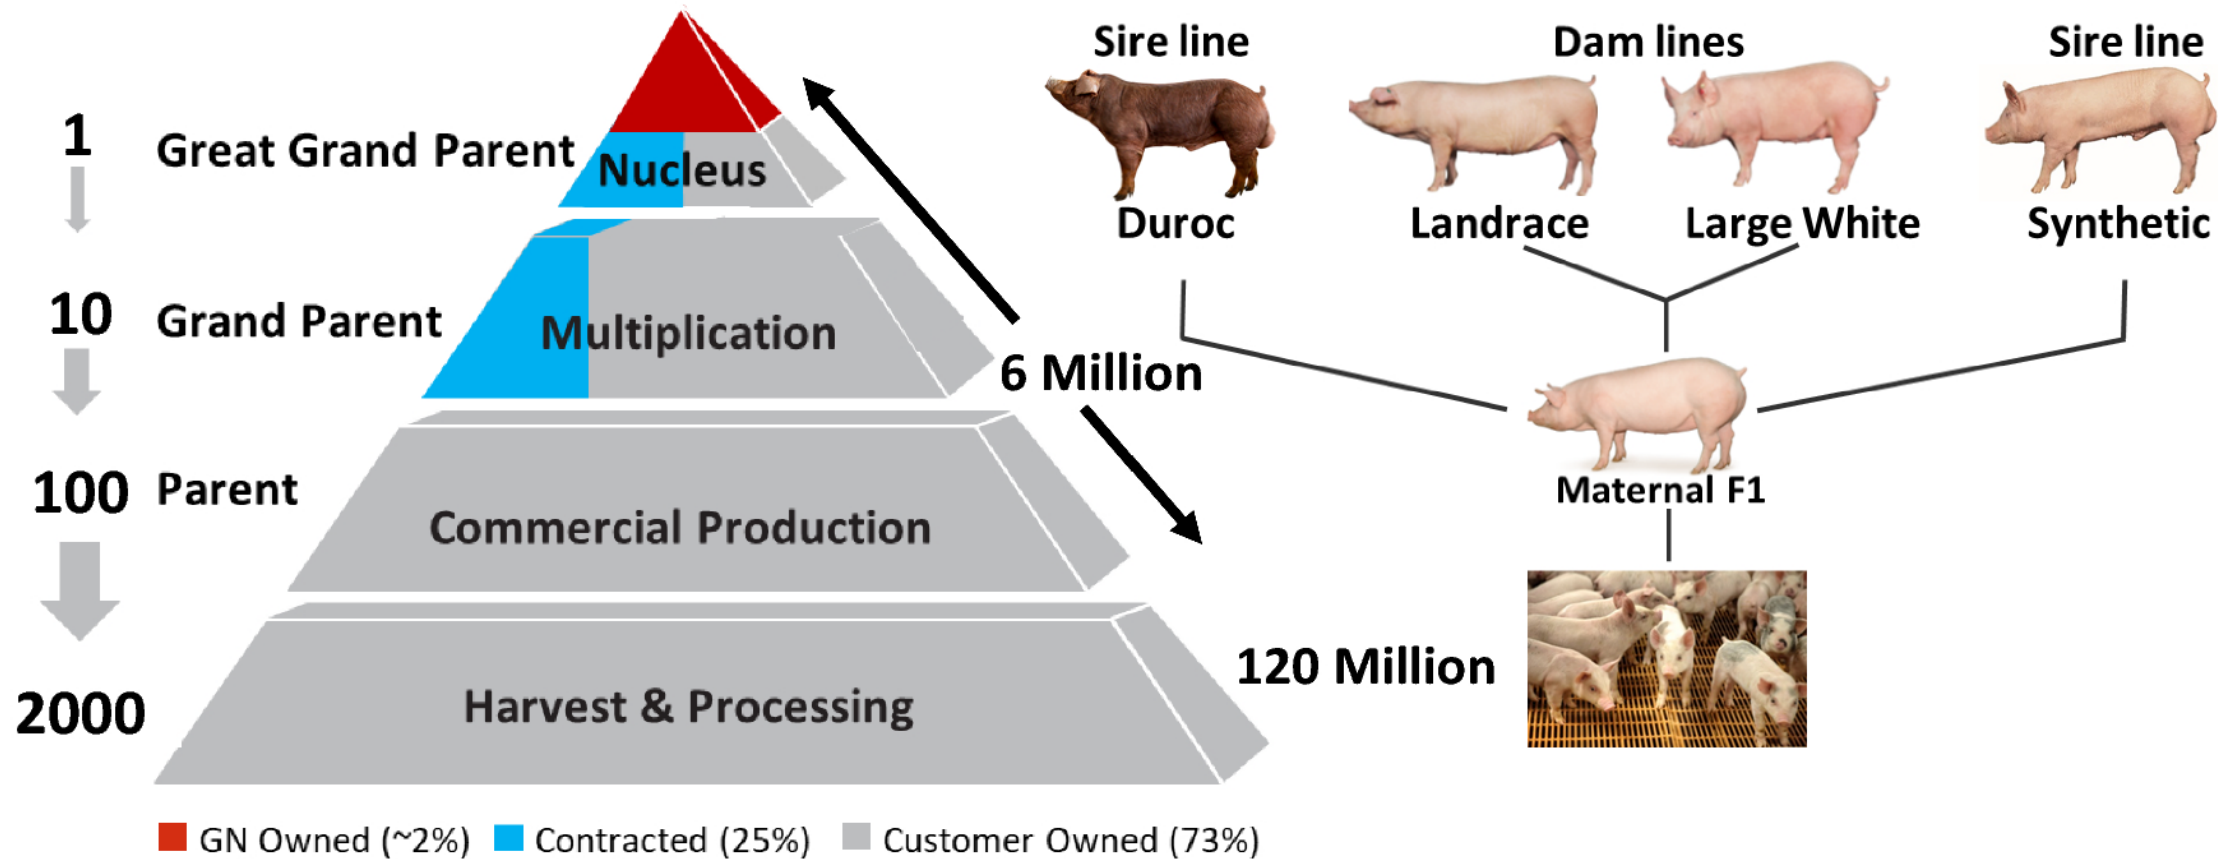 1
Great Grand Parent
Nucleus
10
Grand Parent
Multiplication
6 Million
100
Parent
Commercial Production
2000
Harvest & Processing
120 Million
GN Owned (~2%) Contracted (25%) Customer Owned (73%)
Sire line
Dam lines
Sire line
Duroc
Landrace
Large White
Synthetic
Maternal F1